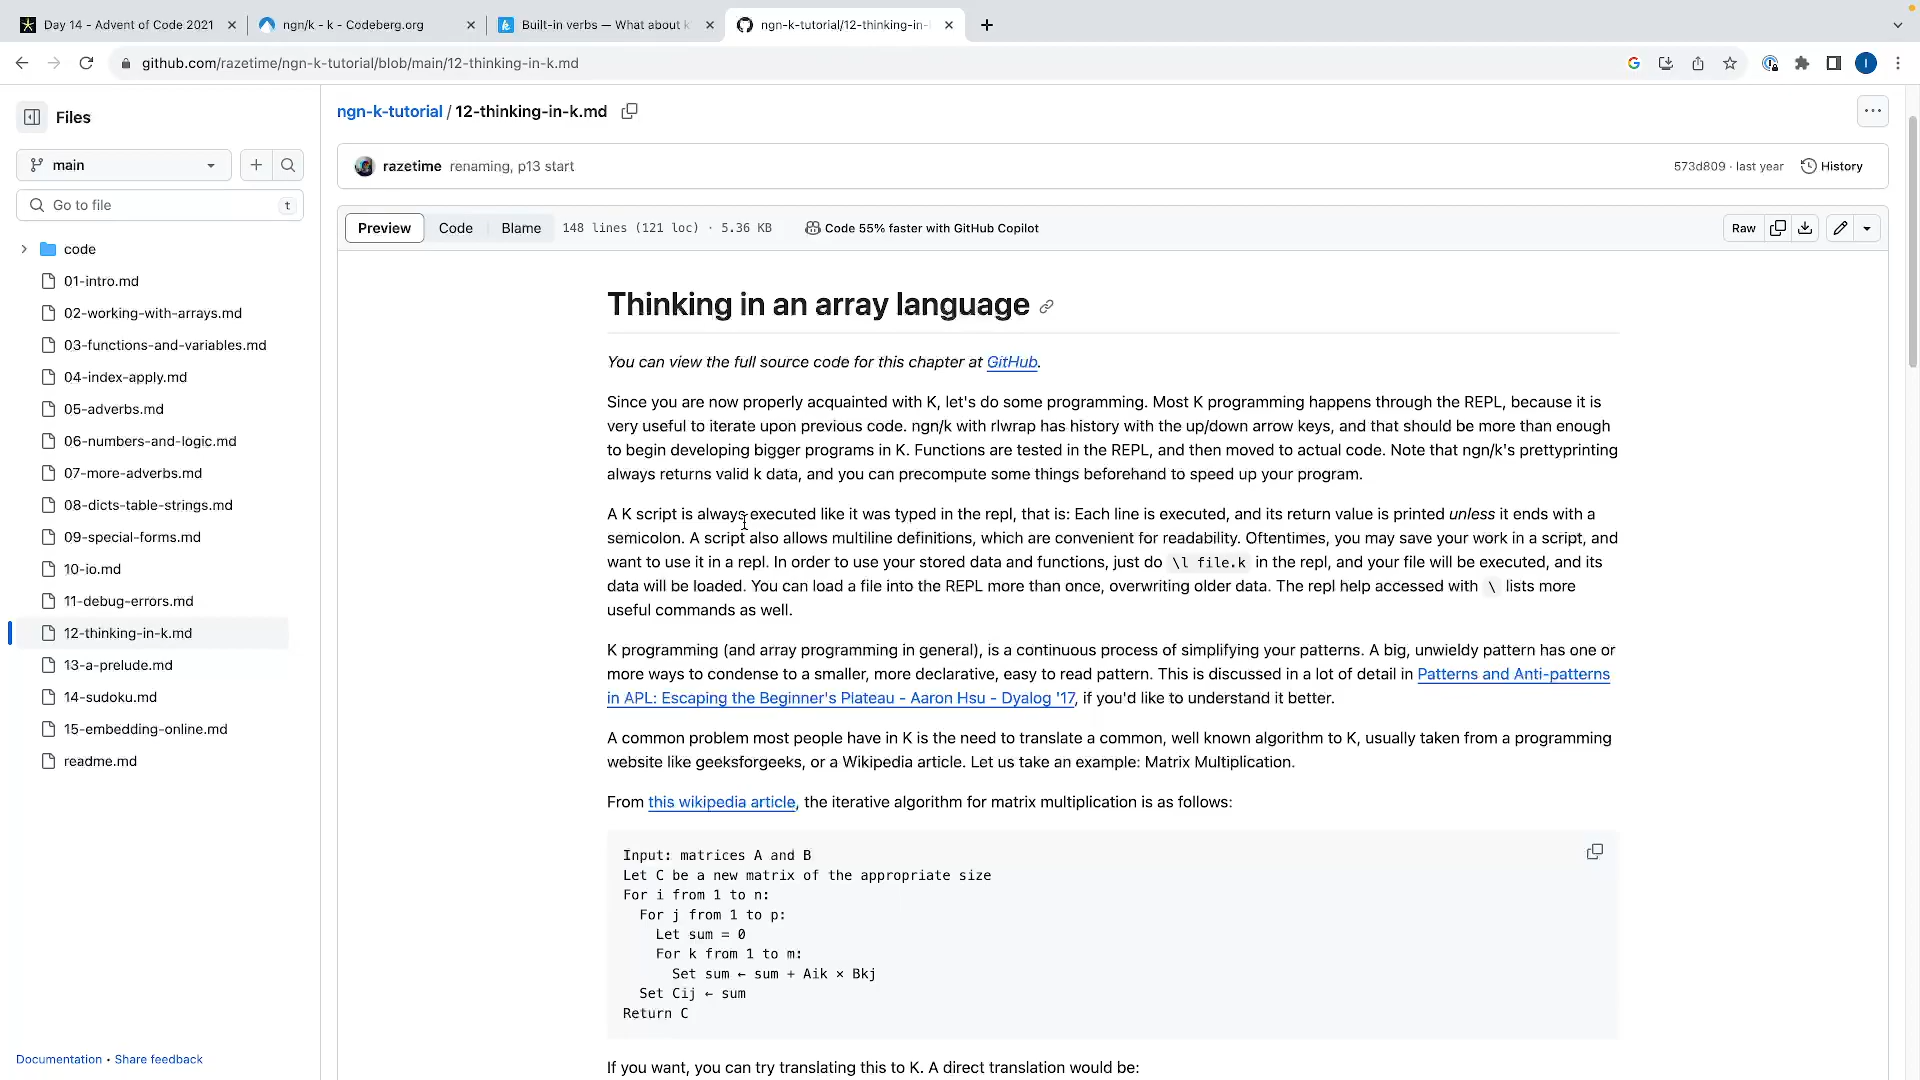 Day 14 - Advent of Code 2021
ngn/k - k - Codeberg.org
Built-in verbs — What about k
ngn-k-tutorial/12-thinking-in-
github.com/razetime/ngn-k-tutorial/blob/main/12-thinking-in-k.md
I
Files
ngn-k-tutorial / 12-thinking-in-k.md
main
razetime renaming, p13 start
573d809 · last year
History
Go to file
t
Preview
Code
Blame
148 lines (121 loc) · 5.36 KB
Code 55% faster with GitHub Copilot
Raw
code
01-intro.md
02-working-with-arrays.md
03-functions-and-variables.md
04-index-apply.md
05-adverbs.md
06-numbers-and-logic.md
07-more-adverbs.md
08-dicts-table-strings.md
09-special-forms.md
10-io.md
11-debug-errors.md
12-thinking-in-k.md
13-a-prelude.md
14-sudoku.md
15-embedding-online.md
readme.md
Documentation • Share feedback
Thinking in an array language
You can view the full source code for this chapter at GitHub.
Since you are now properly acquainted with K, let's do some programming. Most K programming happens through the REPL, because it is
very useful to iterate upon previous code. ngn/k with rlwrap has history with the up/down arrow keys, and that should be more than enough
to begin developing bigger programs in K. Functions are tested in the REPL, and then moved to actual code. Note that ngn/k's prettyprinting
always returns valid k data, and you can precompute some things beforehand to speed up your program.
A K script is always executed like it was typed in the repl, that is: Each line is executed, and its return value is printed unless it ends with a
semicolon. A script also allows multiline definitions, which are convenient for readability. Oftentimes, you may save your work in a script, and
want to use it in a repl. In order to use your stored data and functions, just do \l file.k in the repl, and your file will be executed, and its
data will be loaded. You can load a file into the REPL more than once, overwriting older data. The repl help accessed with \ lists more
useful commands as well.
K programming (and array programming in general), is a continuous process of simplifying your patterns. A big, unwieldy pattern has one or
more ways to condense to a smaller, more declarative, easy to read pattern. This is discussed in a lot of detail in Patterns and Anti-patterns
in APL: Escaping the Beginner's Plateau - Aaron Hsu - Dyalog '17, if you'd like to understand it better.
A common problem most people have in K is the need to translate a common, well known algorithm to K, usually taken from a programming
website like geeksforgeeks, or a Wikipedia article. Let us take an example: Matrix Multiplication.
From this wikipedia article, the iterative algorithm for matrix multiplication is as follows:
Input: matrices A and B
Let C be a new matrix of the appropriate size
For i from 1 to n:
For j from 1 to p:
Let sum = 0
For k from 1 to m:
Set sum ← sum + Aik × Bkj
Set Cij ← sum
Return C
If you want, you can try translating this to K. A direct translation would be: